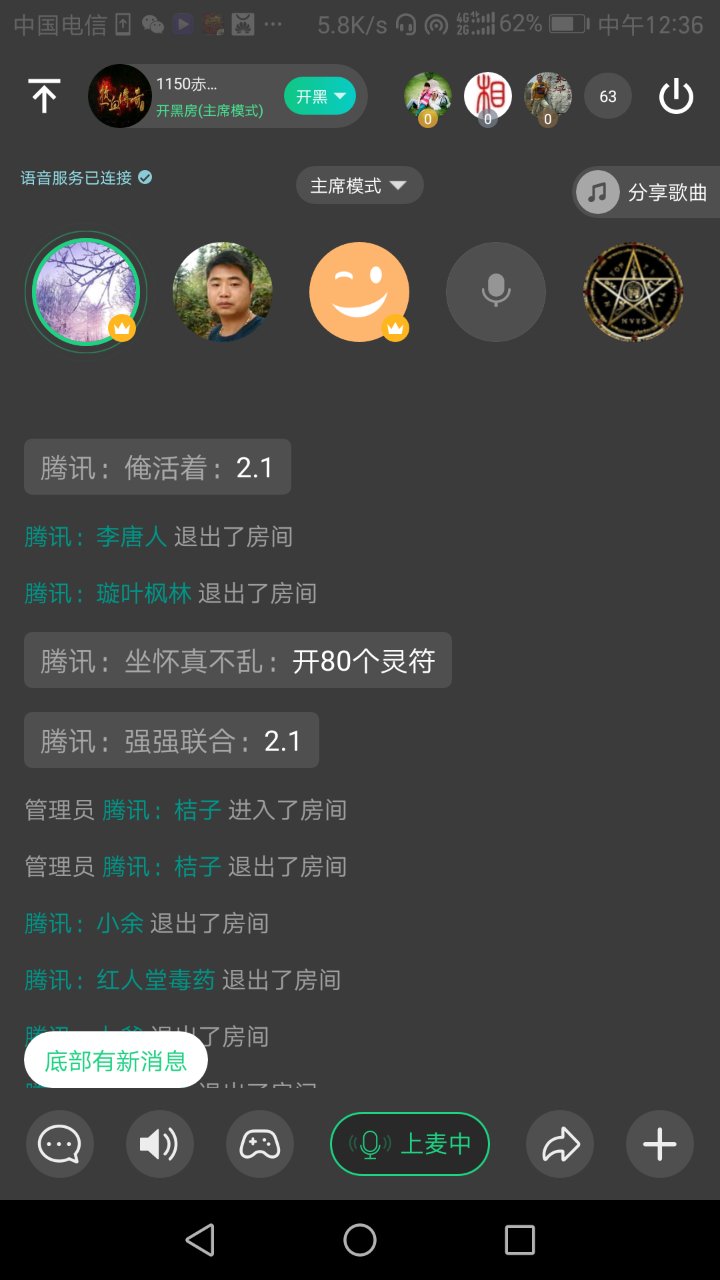 中国电信 5.8K/s 4G 2G 62% 中午12:36
热血传奇
1150赤...
开黑房(主席模式)
开黑
相
0 0 0
63
语音服务已连接
主席模式
分享歌曲
腾讯：俺活着：2.1
腾讯：李唐人 退出了房间
腾讯：璇叶枫林 退出了房间
腾讯：坐怀真不乱：开80个灵符
腾讯：强强联合：2.1
管理员 腾讯：桔子 进入了房间
管理员 腾讯：桔子 退出了房间
腾讯：小余 退出了房间
腾讯：红人堂毒药 退出了房间
退出了房间
底部有新消息
上麦中